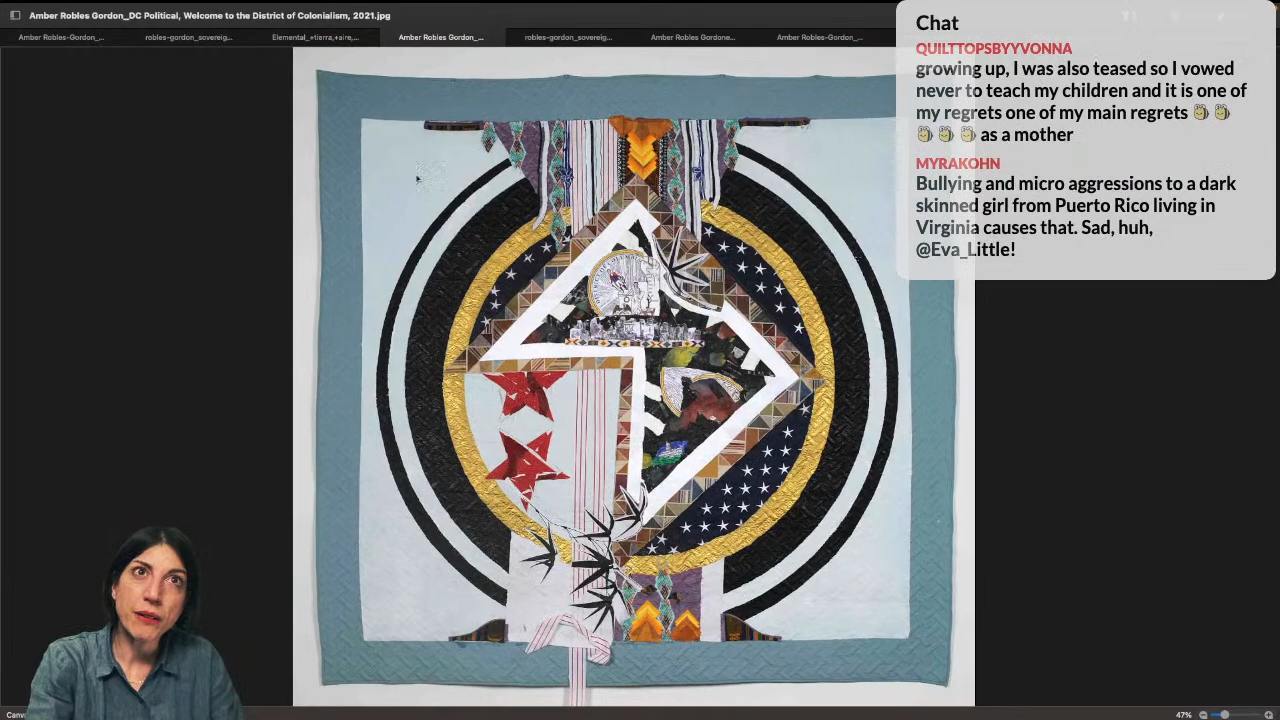 Amber Robles Gordon_DC Political, Welcome to the District of Colonialism, 2021.jpg
Amber Robles-Gordon_...
robles-gordon_sovereig...
Elemental_+tierra,+aire,...
Amber Robles Gordon_...
robles-gordon_sovereig...
Amber Robles Gordone...
Amber Robles-Gordon_...
Chat
QUILTTOPSBYYVONNA
growing up, I was also teased so I vowed
never to teach my children and it is one of
my regrets one of my main regrets
as a mother
MYRAKOHN
Bullying and micro aggressions to a dark
skinned girl from Puerto Rico living in
Virginia causes that. Sad, huh,
@Eva_Little!
47%